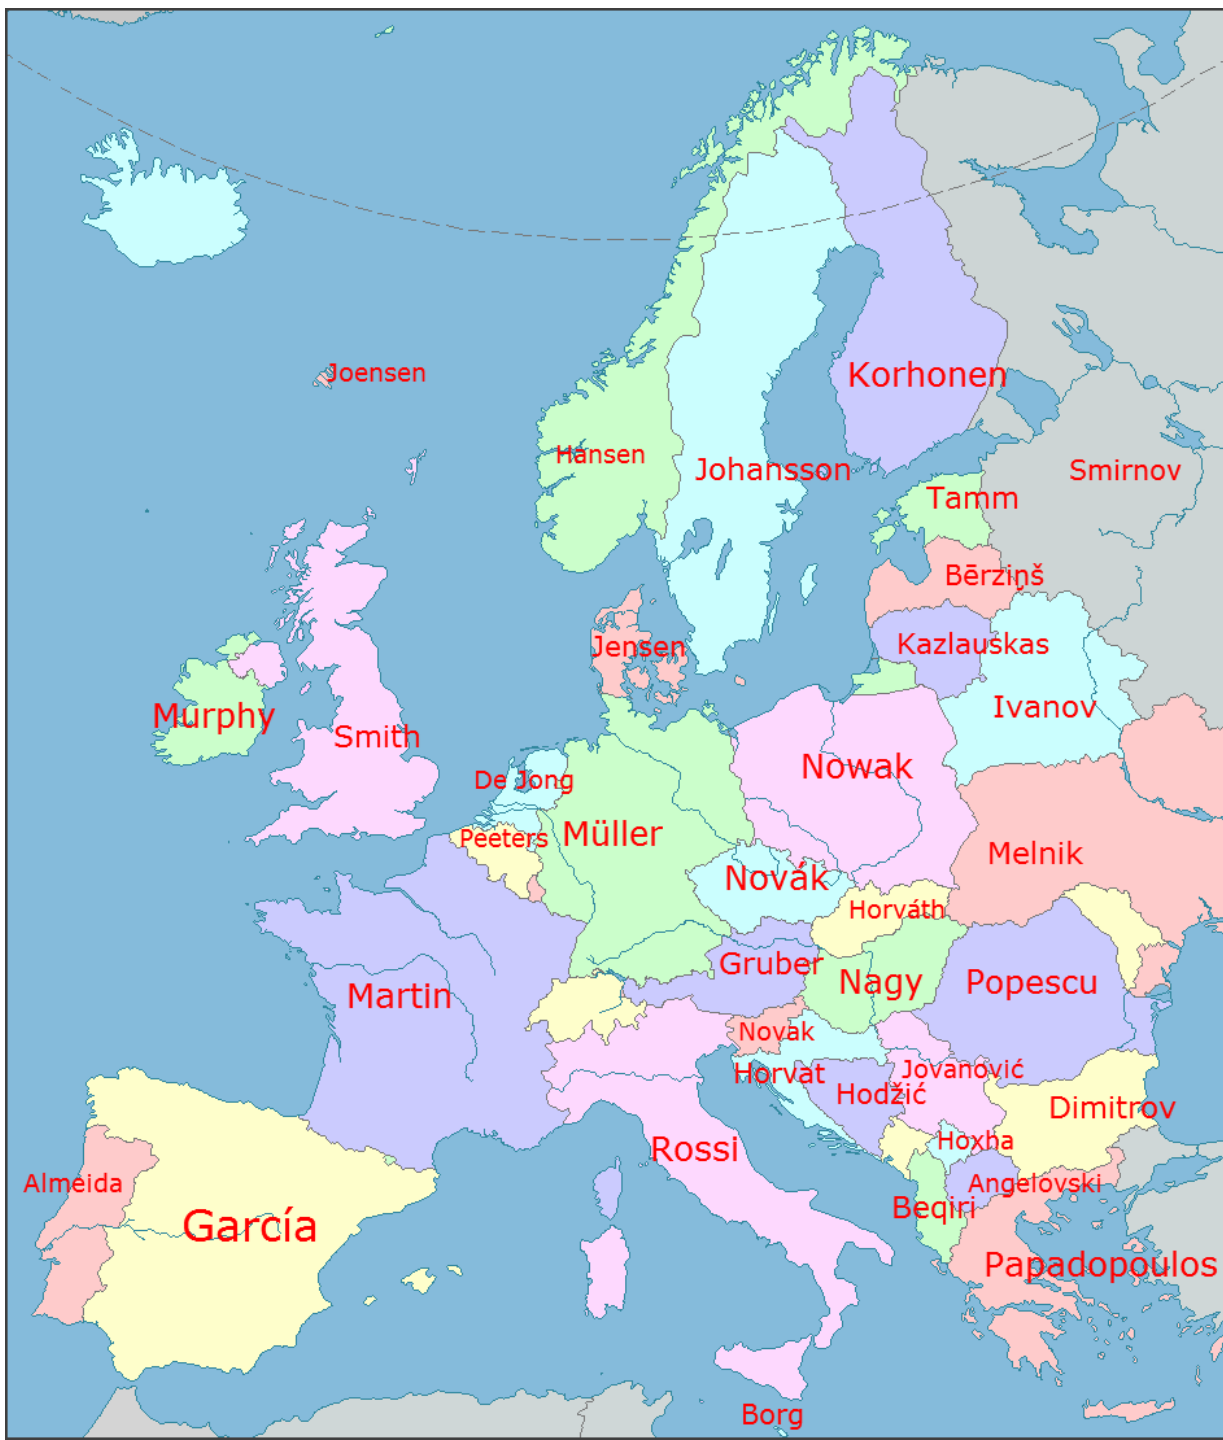 Joensen
Korhonen
Hansen
Johansson
Smirnov
Tamm
Bērziņš
Jensen
Kazlauskas
Murphy
Smith
Ivanov
De Jong
Nowak
Peeters
Müller
Melnik
Novák
Horváth
Gruber
Nagy
Popescu
Martin
Novak
Horvat
Jovanović
Hodžić
Dimitrov
Rossi
Hoxha
Almeida
Angelovski
Beqiri
García
Papadopoulos
Borg